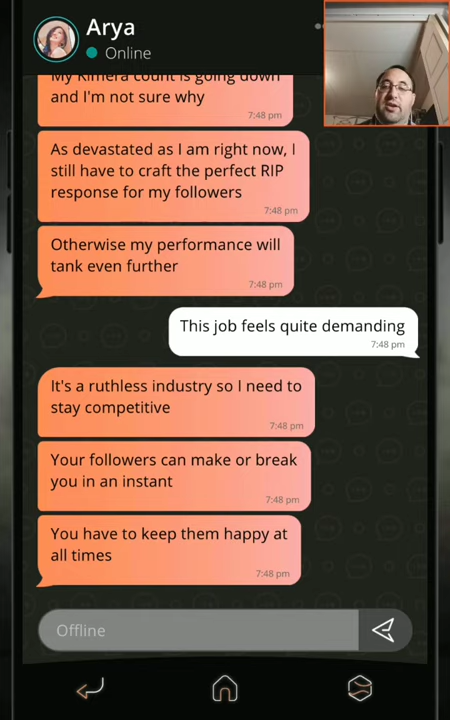 Arya
Online
My Kimera count is going down
and I'm not sure why
7:48 pm
As devastated as I am right now, I
still have to craft the perfect RIP
response for my followers
7:48 pm
Otherwise my performance will
tank even further
7:48 pm
This job feels quite demanding
7:48 pm
It's a ruthless industry so I need to
stay competitive
7:48 pm
Your followers can make or break
you in an instant
7:48 pm
You have to keep them happy at
all times
7:48 pm
Offline